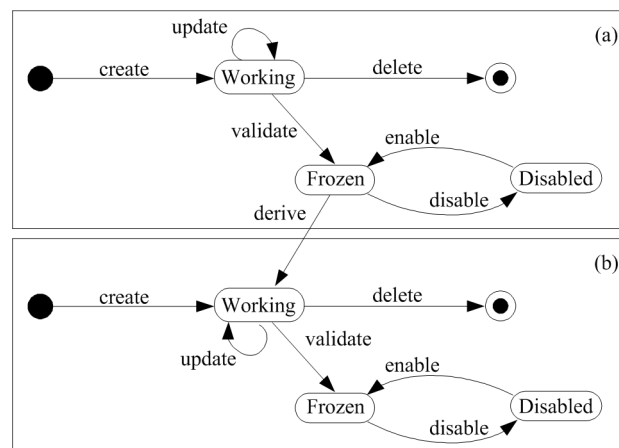 update
(a)
create
Working
delete
validate
enable
Frozen
Disabled
disable
derive
(b)
create
Working
delete
update
validate
enable
Frozen
Disabled
disable